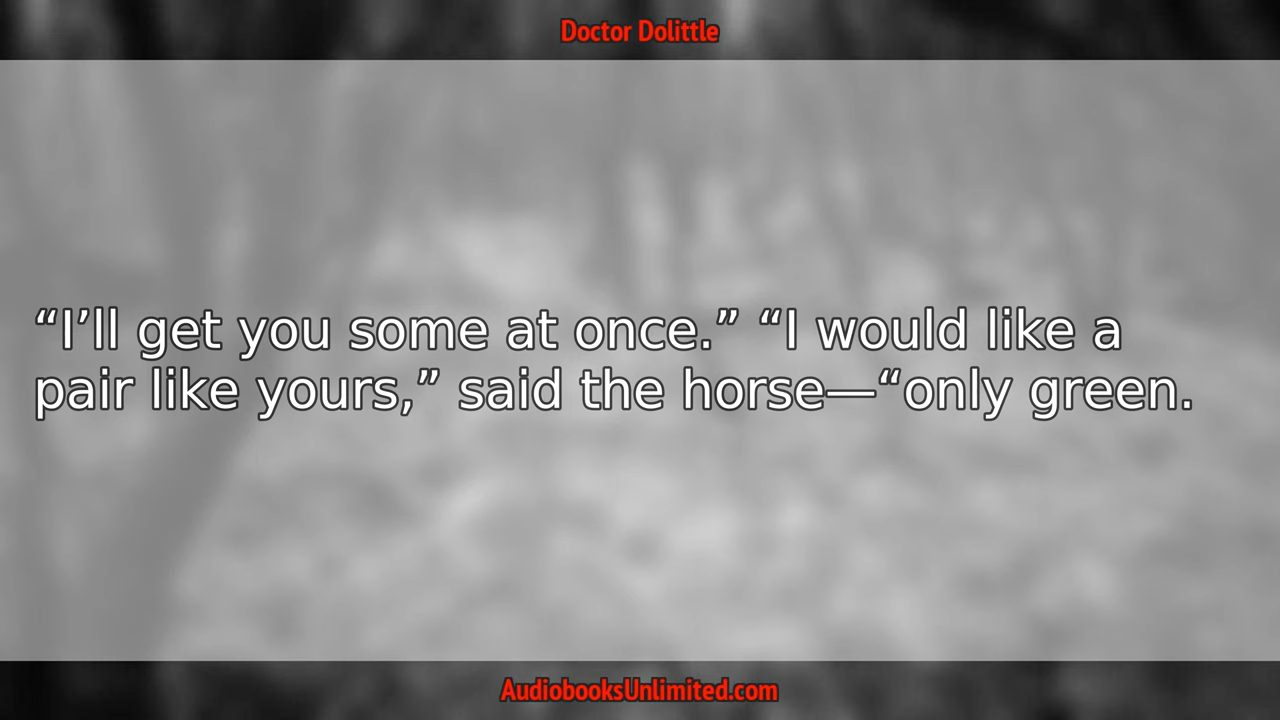 Doctor Dolittle
“I’ll get you some at once.” “I would like a
pair like yours,” said the horse—“only green.
AudiobooksUnlimited.com